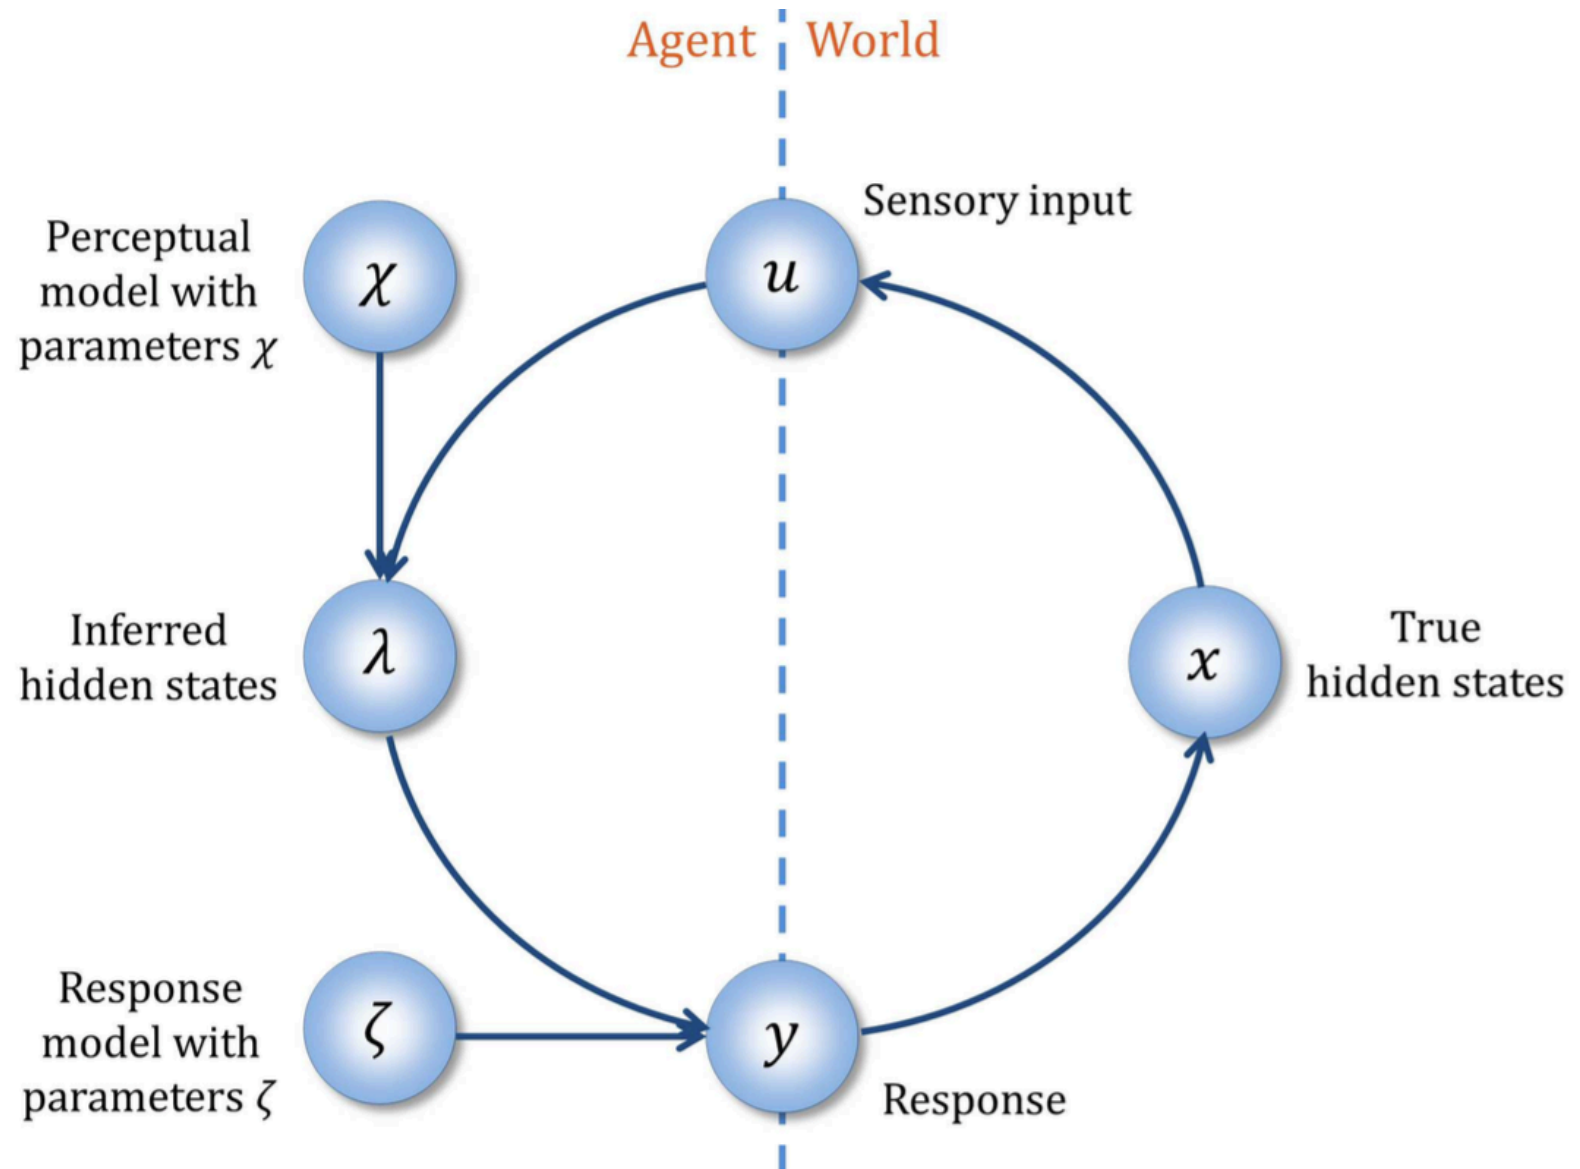 Agent World
Sensory input
Perceptual
model with
parameters χ
χ
u
Inferred
hidden states
λ
x
True
hidden states
Response
model with
parameters ζ
ζ
y
Response